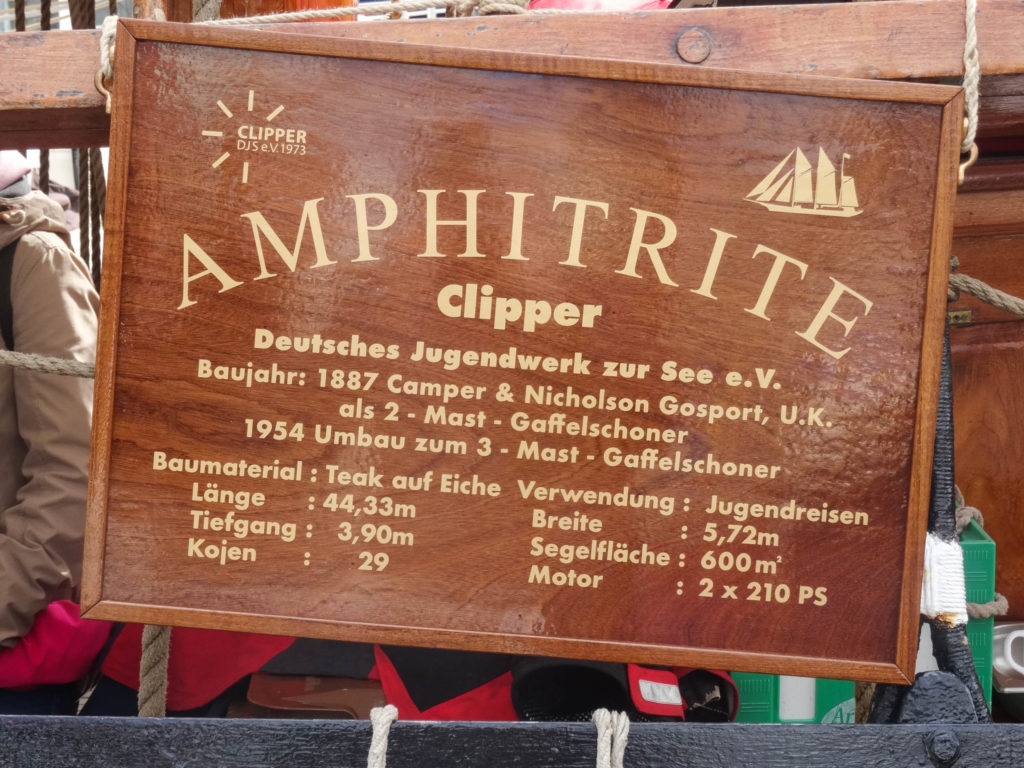 CLIPPER
DJS e.V. 1973
AMPHITRITE
Clipper
Deutsches Jugendwerk zur See e.V.
Baujahr: 1887 Camper & Nicholson Gosport, U.K.
als 2 - Mast - Gaffelschoner
1954 Umbau zum 3 - Mast - Gaffelschoner
Baumaterial : Teak auf Eiche
Länge : 44,33m
Tiefgang : 3,90m
Kojen : 29
Verwendung : Jugendreisen
Breite : 5,72m
Segelfläche : 600m²
Motor : 2 x 210 PS